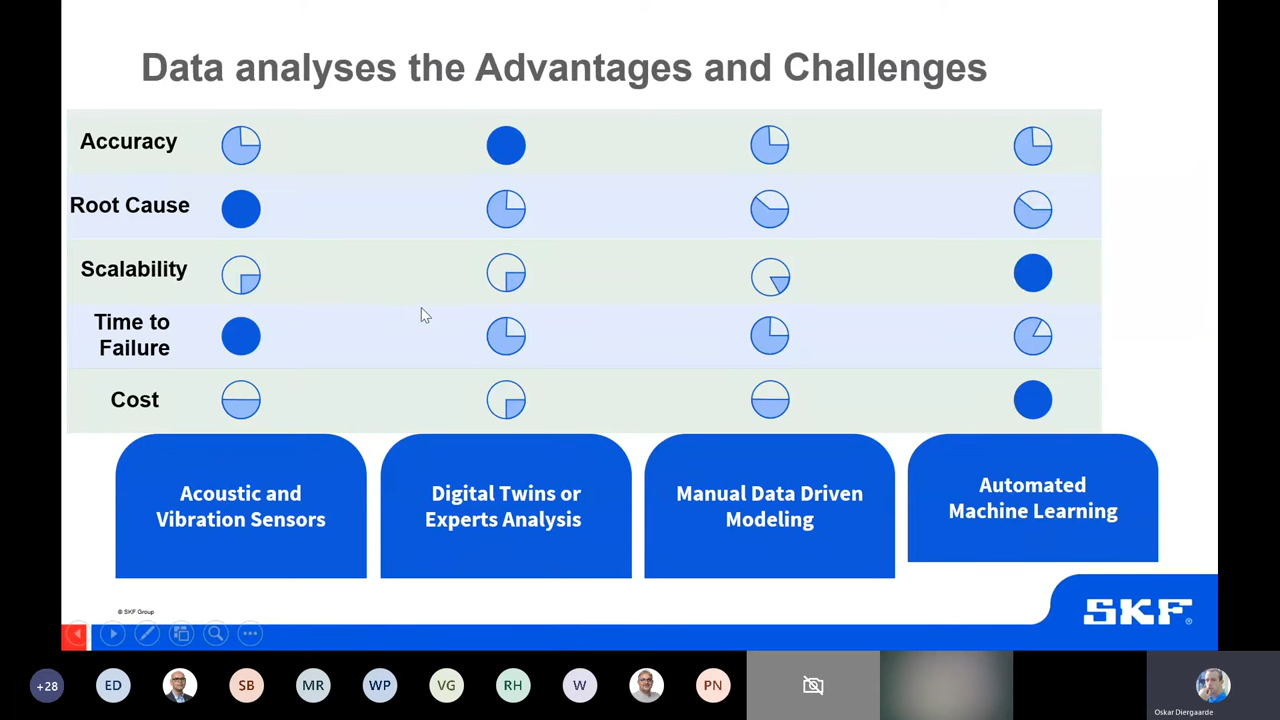 Data analyses the Advantages and Challenges
Accuracy
Root Cause
Scalability
Time to
Failure
Cost
Acoustic and
Vibration Sensors
Digital Twins or
Experts Analysis
Manual Data Driven
Modeling
Automated
Machine Learning
© SKF Group
SKF®
+28
ED
SB
MR
WP
VG
RH
W
PN
Oskar Diergaarde